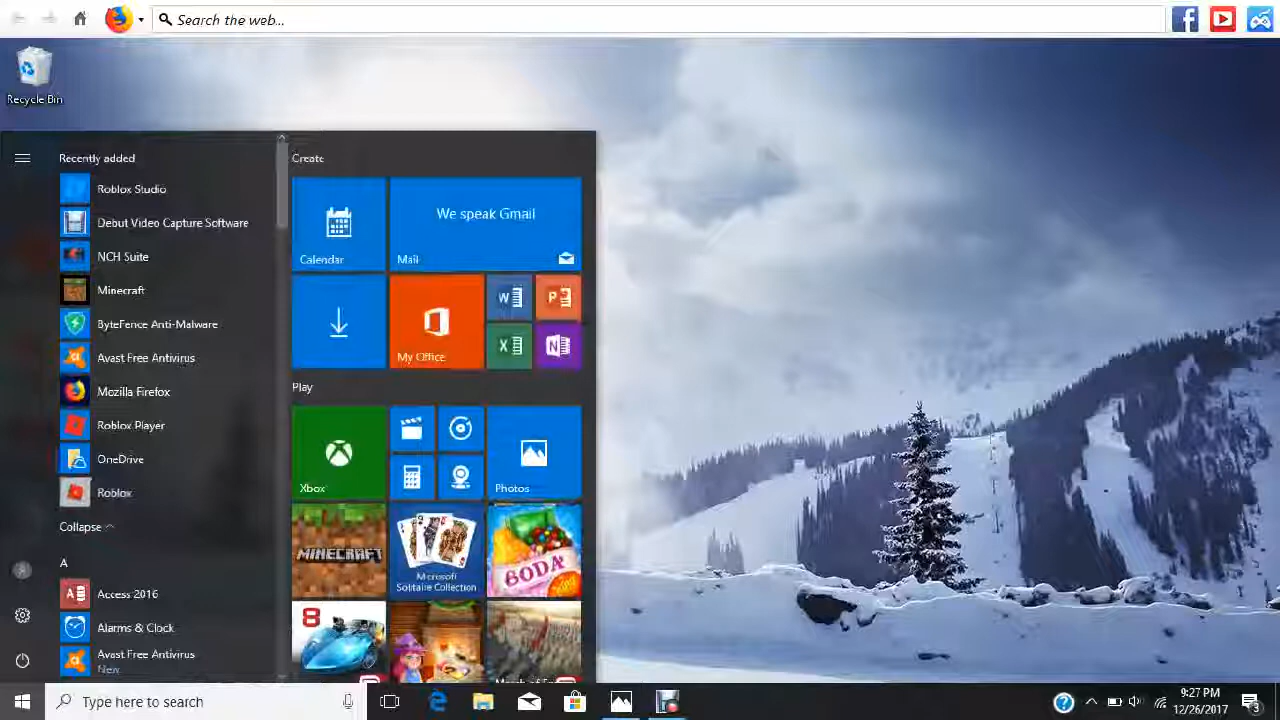 Search the web...
Recycle Bin
Recently added
Roblox Studio
Debut Video Capture Software
NCH Suite
Minecraft
ByteFence Anti-Malware
Avast Free Antivirus
Mozilla Firefox
Roblox Player
OneDrive
Roblox
Collapse
A
Access 2016
Alarms & Clock
Avast Free Antivirus
New
Create
Calendar
We speak Gmail
Mail
My Office
Play
Xbox
Photos
MINECRAFT
Microsoft
Solitaire Collection
SODA
8
Type here to search
9:27 PM
12/26/2017
3